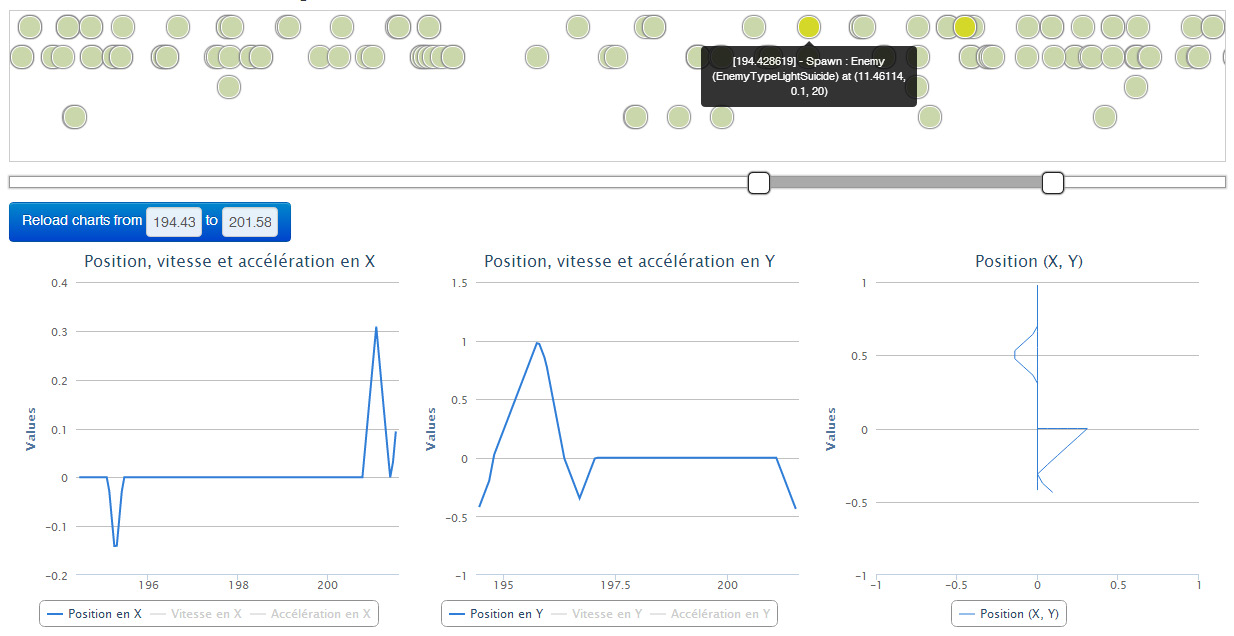 [194.428619] - Spawn : Enemy
(EnemyTypeLightSuicide) at (11.46114,
0.1, 20)
Reload charts from 194.43 to 201.58
Position, vitesse et accélération en X
0.4
0.3
0.2
0.1
0
-0.1
-0.2
Values
196 198 200
Position en X Vitesse en X Accélération en X
Position, vitesse et accélération en Y
1.5
1
0.5
0
-0.5
-1
Values
195 197.5 200
Position en Y Vitesse en Y Accélération en Y
Position (X, Y)
1
0.5
0
-0.5
-1
Values
-1 -0.5 0 0.5 1
Position (X, Y)